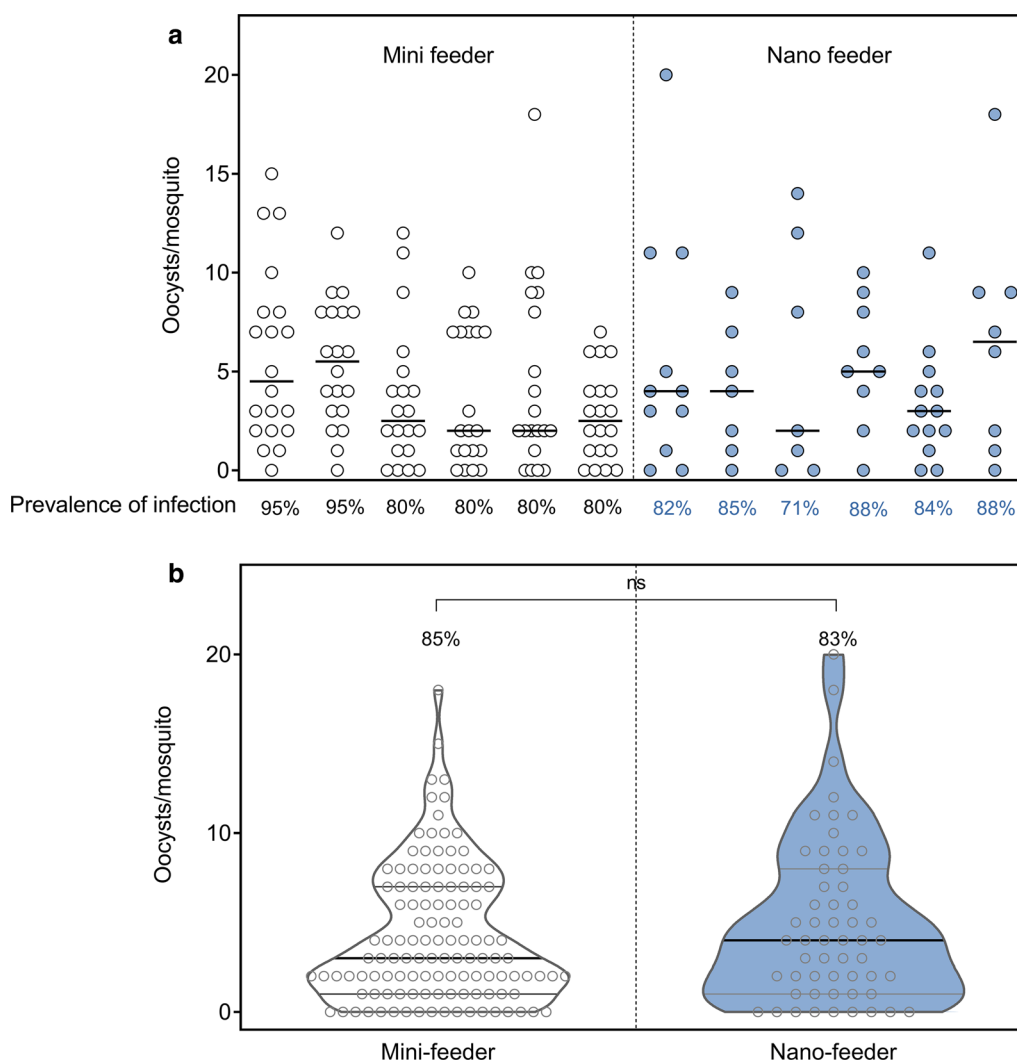 a
Mini feeder
Nano feeder
20
15
10
5
0
Oocysts/mosquito
Prevalence of infection 95% 95% 80% 80% 80% 80% 82% 85% 71% 88% 84% 88%
b
ns
85%
83%
20
10
0
Oocysts/mosquito
Mini-feeder
Nano-feeder